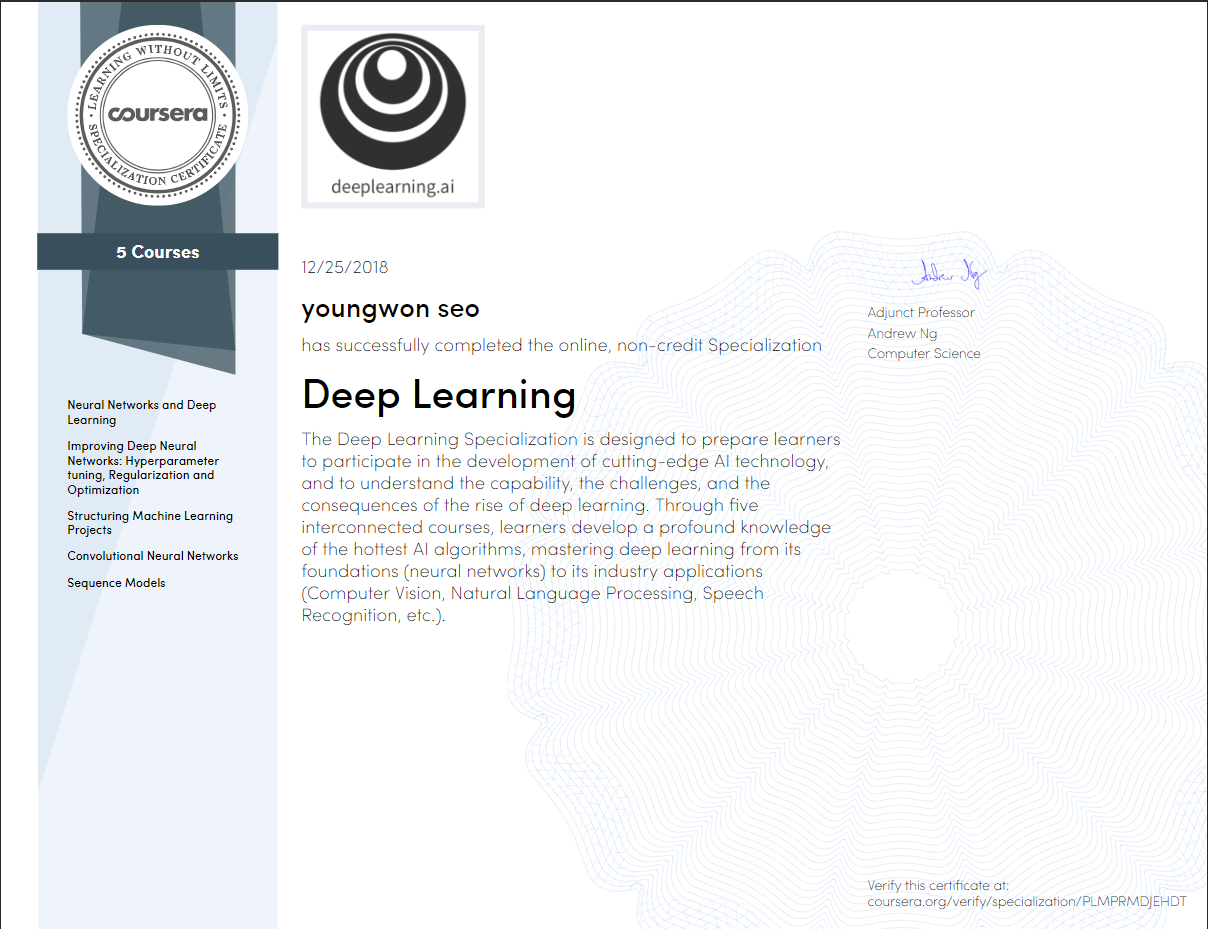 LEARNING WITHOUT LIMITS
coursera
SPECIALIZATION CERTIFICATE
5 Courses
Neural Networks and Deep
Learning
Improving Deep Neural
Networks: Hyperparameter
tuning, Regularization and
Optimization
Structuring Machine Learning
Projects
Convolutional Neural Networks
Sequence Models
deeplearning.ai
12/25/2018
youngwon seo
has successfully completed the online, non-credit Specialization
Deep Learning
The Deep Learning Specialization is designed to prepare learners
to participate in the development of cutting-edge AI technology,
and to understand the capability, the challenges, and the
consequences of the rise of deep learning. Through five
interconnected courses, learners develop a profound knowledge
of the hottest AI algorithms, mastering deep learning from its
foundations (neural networks) to its industry applications
(Computer Vision, Natural Language Processing, Speech
Recognition, etc.).
Andrew Ng
Adjunct Professor
Andrew Ng
Computer Science
Verify this certificate at:
coursera.org/verify/specialization/PLMPRMDJEHDT